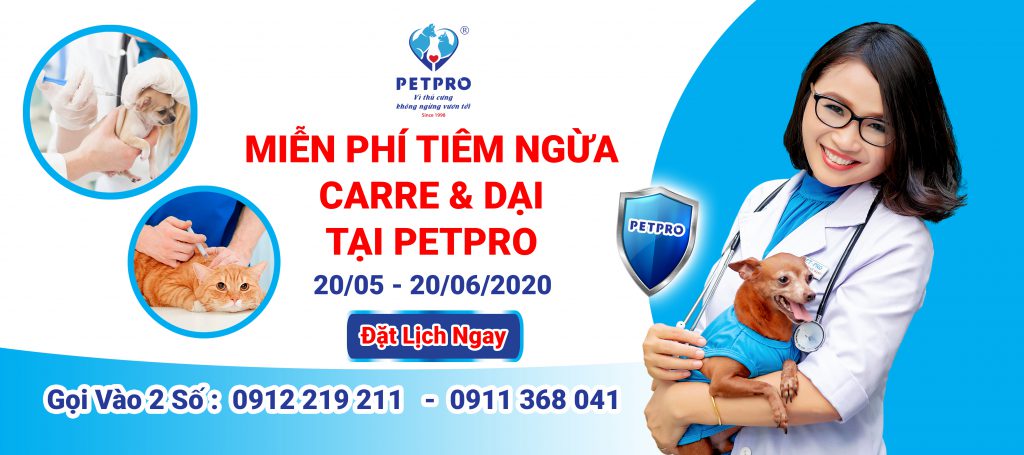 ®
PETPRO
Vì thú cưng
không ngừng vươn tới
Since 1998
MIỄN PHÍ TIÊM NGỪA
CARRE & DẠI
TẠI PETPRO
20/05 - 20/06/2020
Đặt Lịch Ngay
PETPRO
Gọi Vào 2 Số : 0912 219 211 - 0911 368 041